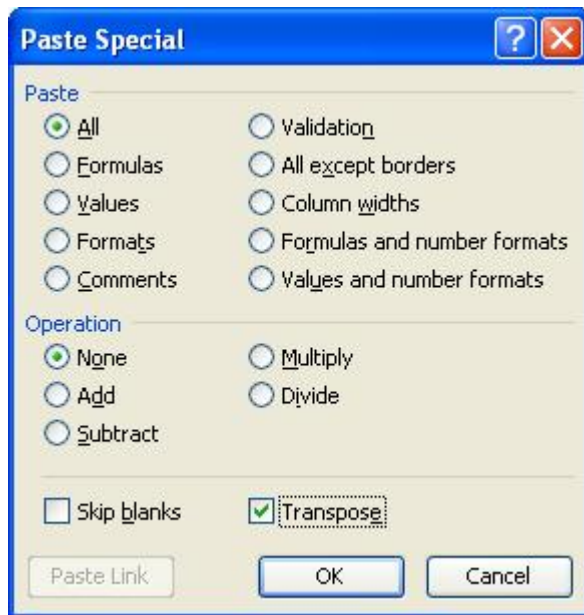 Paste Special
Paste
All Validation
Formulas All except borders
Values Column widths
Formats Formulas and number formats
Comments Values and number formats
Operation
None Multiply
Add Divide
Subtract
Skip blanks Transpose
Paste Link OK Cancel